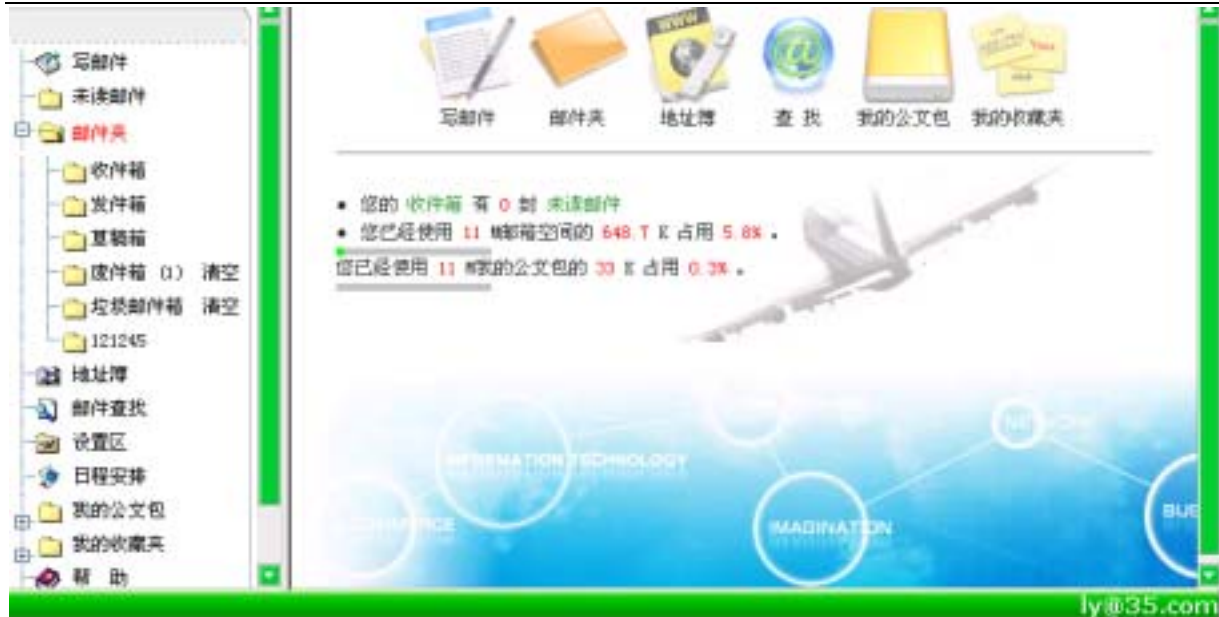 写邮件
未读邮件
邮件夹
收件箱
发件箱
草稿箱
废件箱 (1) 清空
垃圾邮件箱 清空
121245
地址簿
邮件查找
设置区
日程安排
我的公文包
我的收藏夹
帮 助
WWW
写邮件 邮件夹 地址簿 查 找 我的公文包 我的收藏夹
• 您的 收件箱 有 0 封 未读邮件
• 您已经使用 11 M邮箱空间的 648.7 K 占用 5.8% 。
您已经使用 11 M我的公文包的 33 K 占用 0.3% 。
INFORMATION TECHNOLOGY
NETWORK
IMAGINATION
BUS
ly@35.com